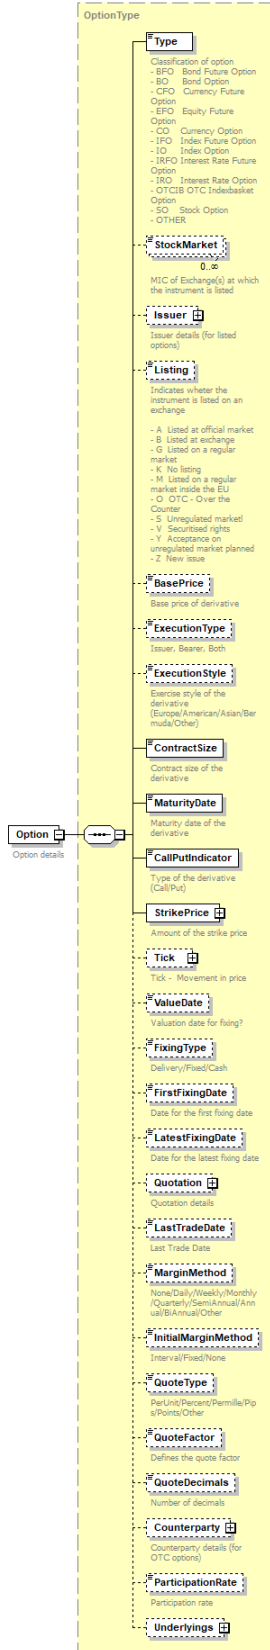 OptionType
Type
Classification of option
- BFO Bond Future Option
- BO Bond Option
- CFO Currency Future
Option
- EFO Equity Future
Option
- CO Currency Option
- IFO Index Future Option
- IO Index Option
- IRFO Interest Rate Future
Option
- IRO Interest Rate Option
- OTCIB OTC Indexbasket
Option
- SO Stock Option
- OTHER
StockMarket
0..∞
MIC of Exchange(s) at which
the instrument is listed
Issuer
Issuer details (for listed
options)
Listing
Indicates wheter the
instrument is listed on an
exchange
- A Listed at official market
- B Listed at exchange
- G Listed on a regular
market
- K No listing
- M Listed on a regular
market inside the EU
- O OTC - Over the
Counter
- S Unregulated marketl
- V Securitised rights
- Y Acceptance on
unregulated market planned
- Z New issue
BasePrice
Base price of derivative
ExecutionType
Issuer, Bearer, Both
ExecutionStyle
Exercise style of the
derivative
(Europe/American/Asian/Ber
muda/Other)
ContractSize
Contract size of the
derivative
MaturityDate
Maturity date of the
derivative
Option
Option details
CallPutIndicator
Type of the derivative
(Call/Put)
StrikePrice
Amount of the strike price
Tick
Tick - Movement in price
ValueDate
Valuation date for fixing?
FixingType
Delivery/Fixed/Cash
FirstFixingDate
Date for the first fixing date
LatestFixingDate
Date for the latest fixing date
Quotation
Quotation details
LastTradeDate
Last Trade Date
MarginMethod
None/Daily/Weekly/Monthly
/Quarterly/SemiAnnual/Ann
ual/BiAnnual/Other
InitialMarginMethod
Interval/Fixed/None
QuoteType
PerUnit/Percent/Permille/Pip
s/Points/Other
QuoteFactor
Defines the quote factor
QuoteDecimals
Number of decimals
Counterparty
Counterparty details (for
OTC options)
ParticipationRate
Participation rate
Underlyings